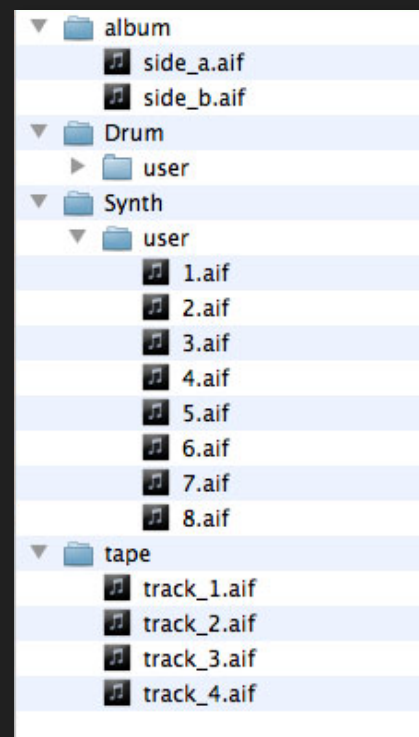 album
side_a.aif
side_b.aif
Drum
user
Synth
user
1.aif
2.aif
3.aif
4.aif
5.aif
6.aif
7.aif
8.aif
tape
track_1.aif
track_2.aif
track_3.aif
track_4.aif